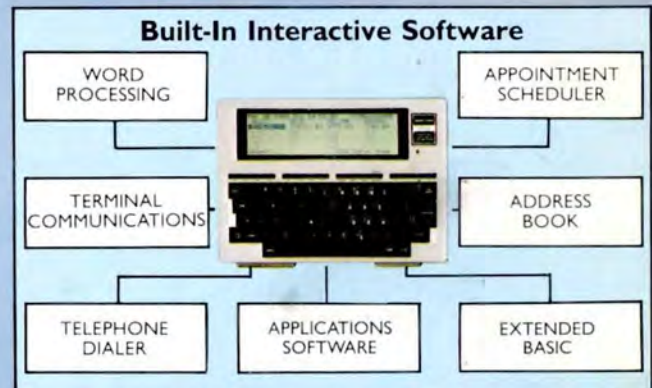 Built-In Interactive Software
WORD
PROCESSING
APPOINTMENT
SCHEDULER
TERMINAL
COMMUNICATIONS
ADDRESS
BOOK
TELEPHONE
DIALER
APPLICATIONS
SOFTWARE
EXTENDED
BASIC